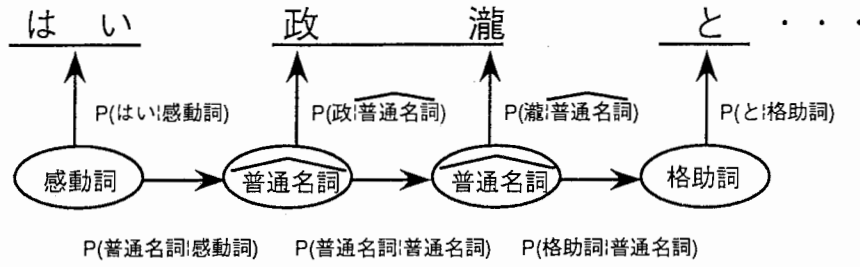 はい 政 瀧 と ・・・
P(はい|感動詞) P(政|普通名詞) P(瀧|普通名詞) P(と|格助詞)
感動詞 普通名詞 普通名詞 格助詞
P(普通名詞|感動詞) P(普通名詞|普通名詞) P(格助詞|普通名詞)